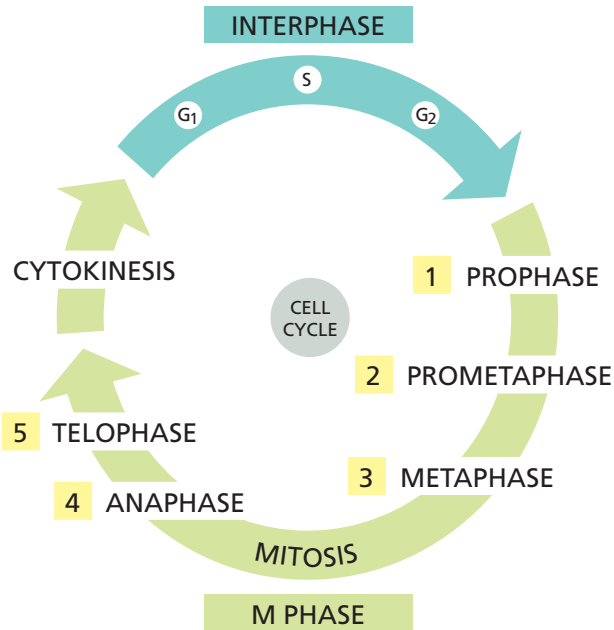 INTERPHASE
S
G1
G2
CYTOKINESIS
1 PROPHASE
CELL
CYCLE
2 PROMETAPHASE
5 TELOPHASE
3 METAPHASE
4 ANAPHASE
MITOSIS
M PHASE